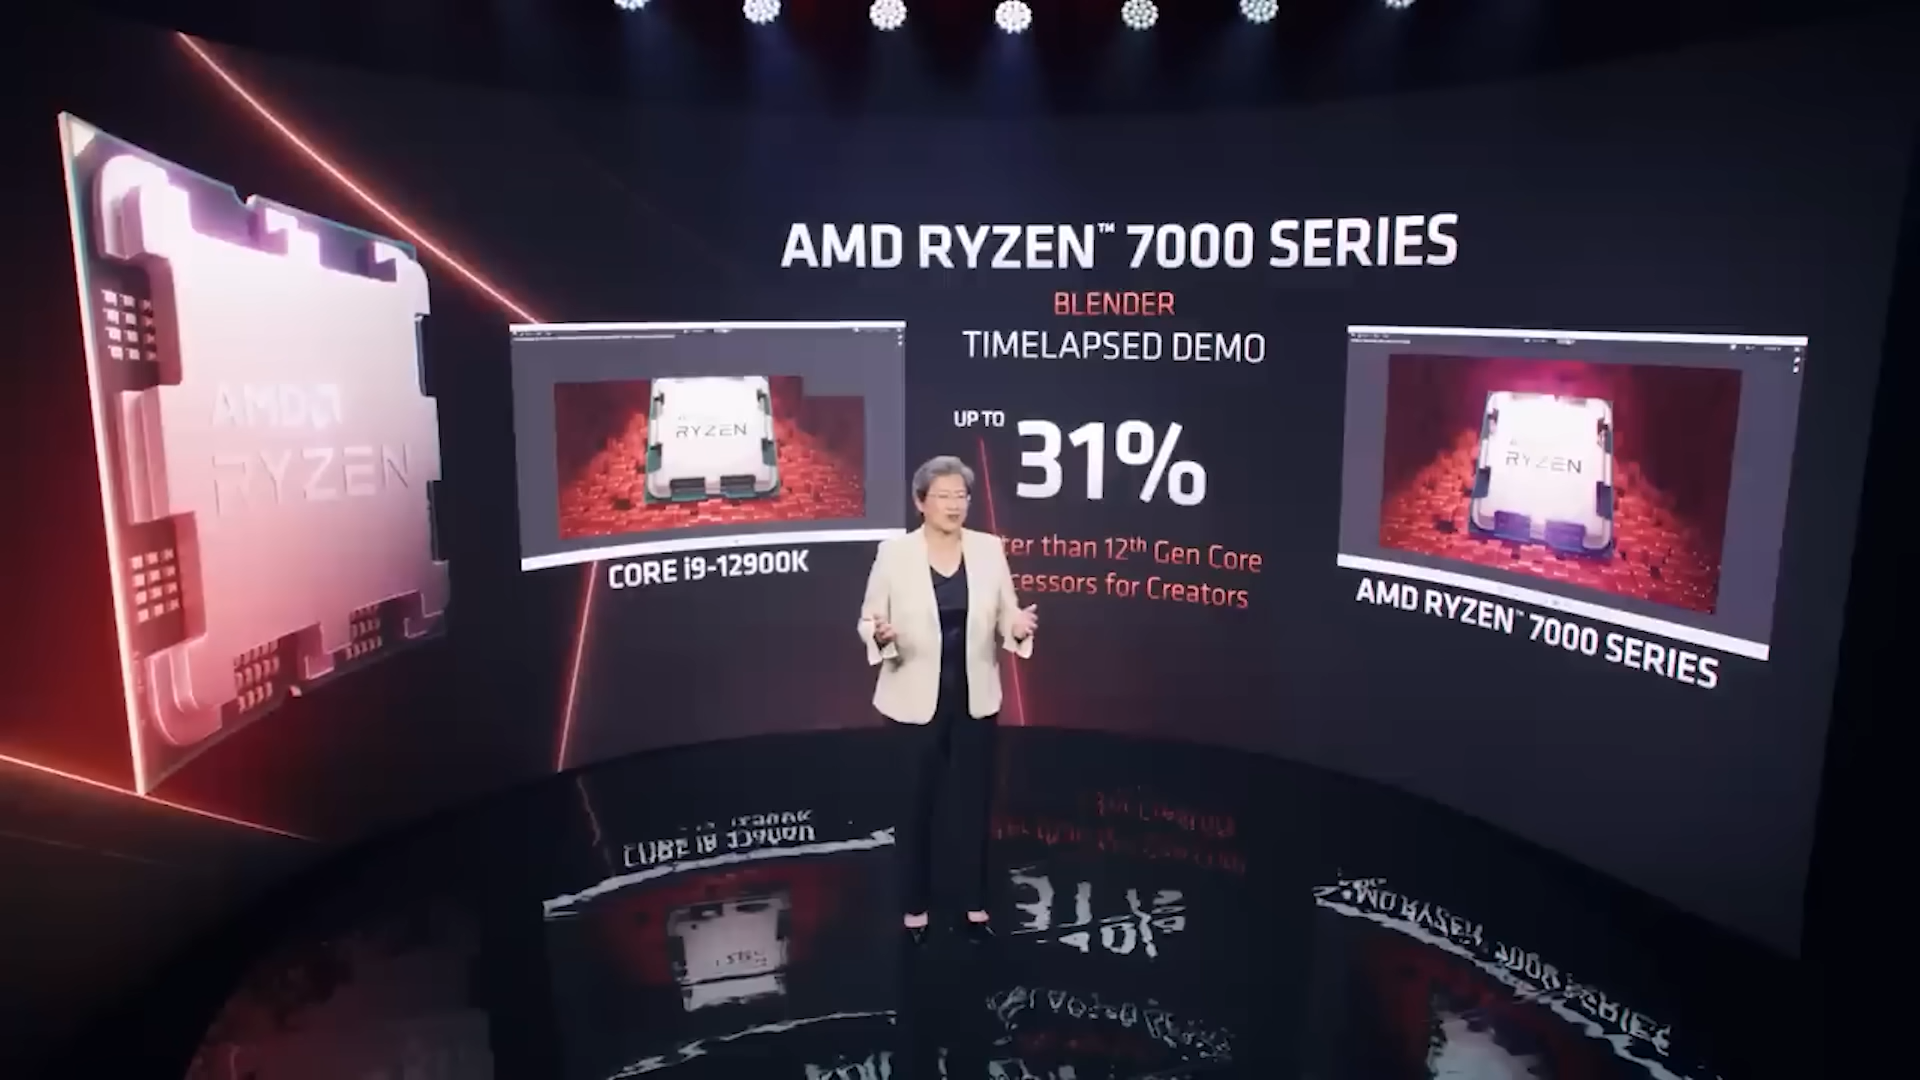 AMD RYZEN™ 7000 SERIES
BLENDER
TIMELAPSED DEMO
UP TO
31%
ter than 12th Gen Core
cessors for Creators
AMD
RYZEN
RYZEN
CORE i9-12900K
RYZEN
AMD RYZEN™ 7000 SERIES